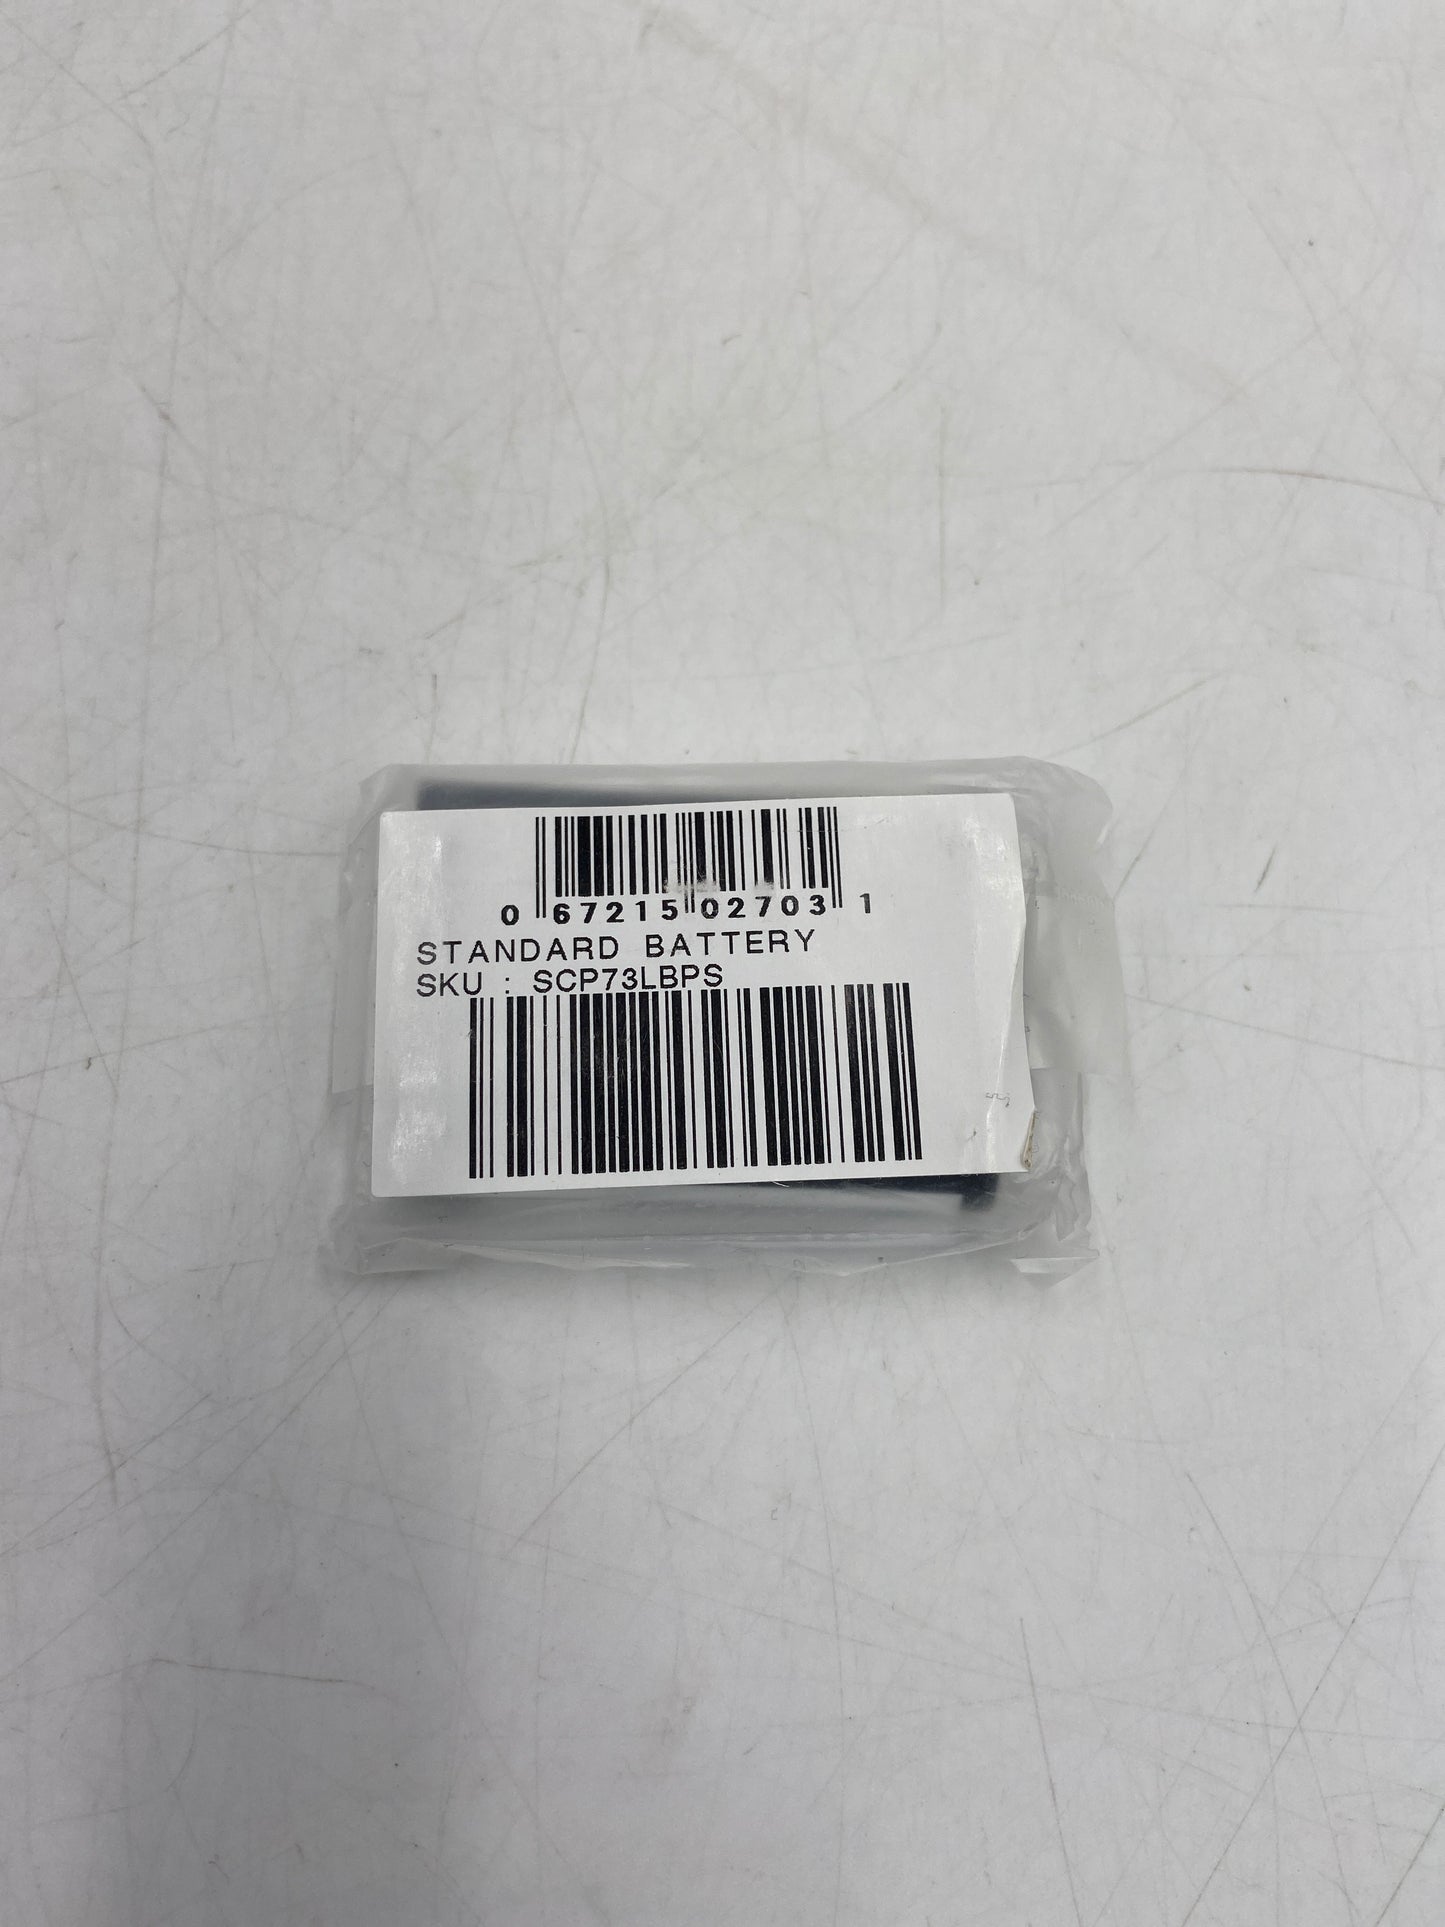 0 67215 02703 1
STANDARD BATTERY
SKU : SCP73LBPS